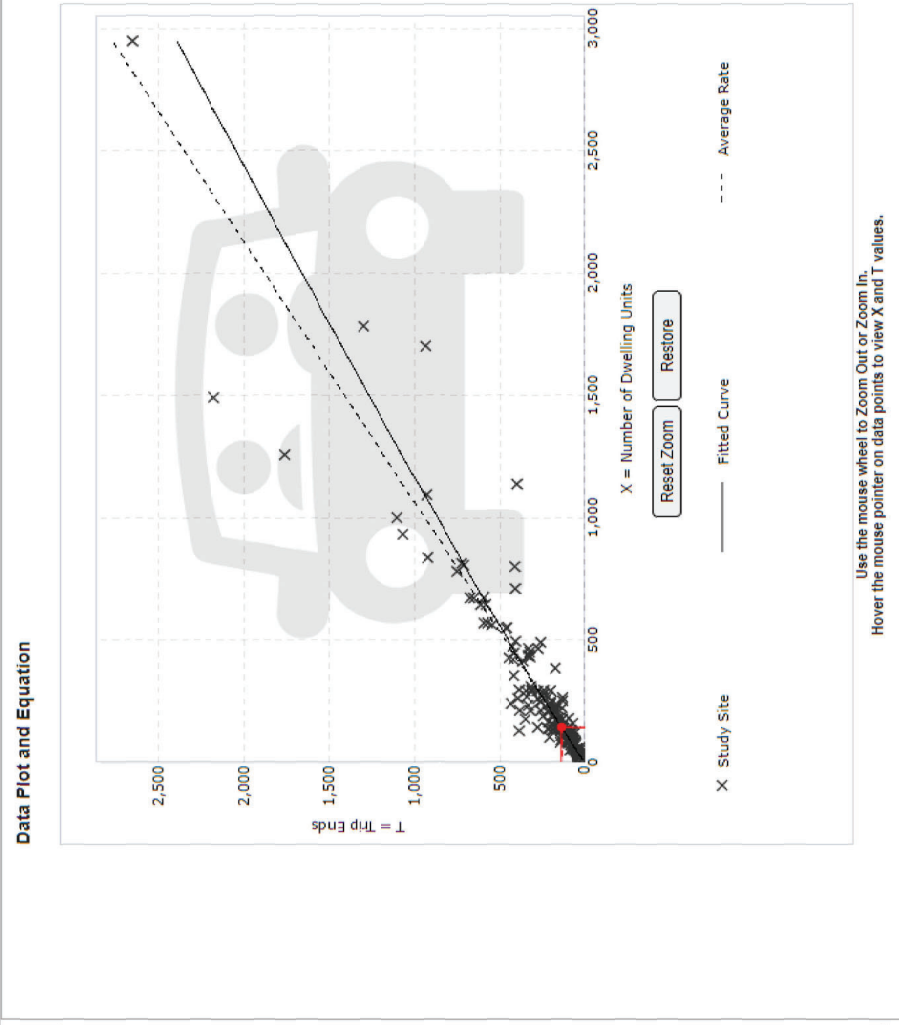 Data Plot and Equation
T = Trip Ends
2,500
2,000
1,500
1,000
500
0
0
500
1,000
1,500
2,000
2,500
3,000
X = Number of Dwelling Units
Reset Zoom
Restore
Study Site
Fitted Curve
Average Rate
Use the mouse wheel to Zoom Out or Zoom In.
Hover the mouse pointer on data points to view X and T values.